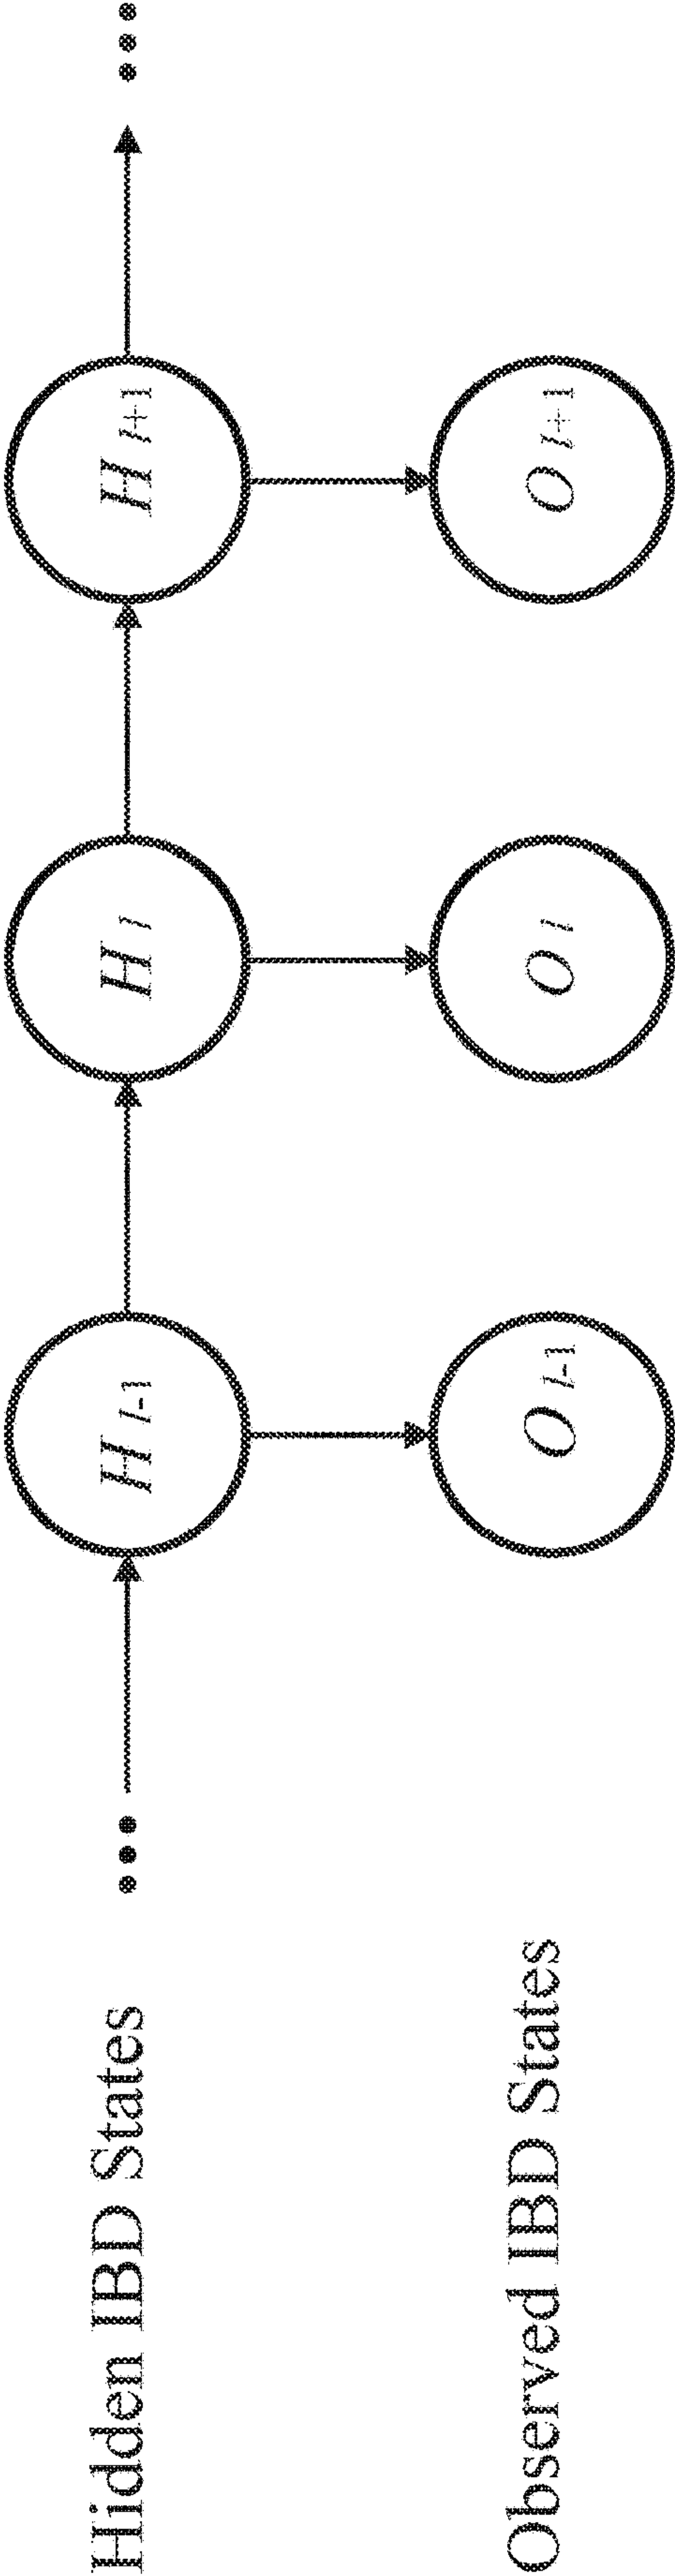 Hidden IBD States ••• H l-1 H l H l+1 •••
Observed IBD States O l-1 O l O l+1